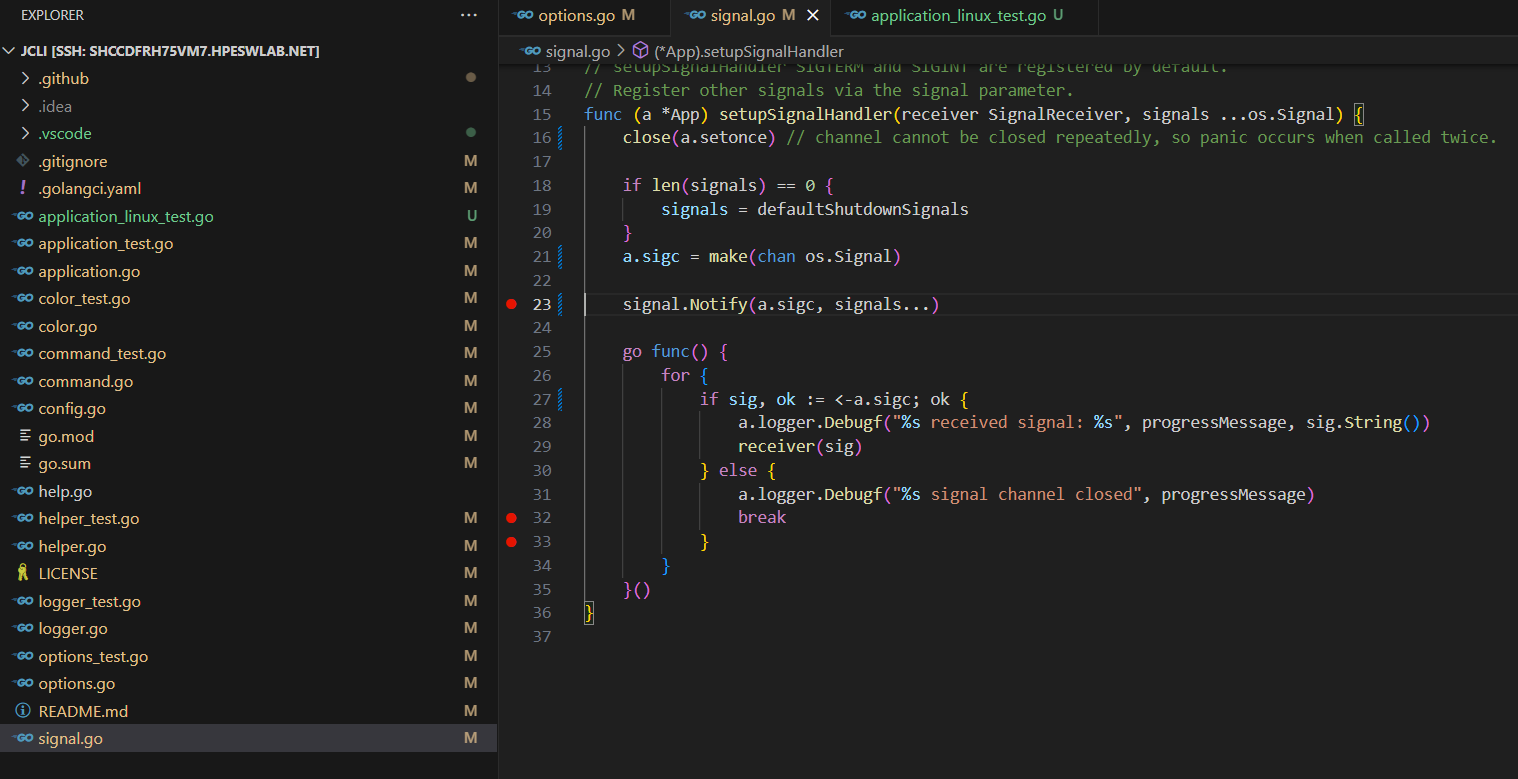 EXPLORER
JCLI [SSH: SHCCDFRH75VM7.HPESWLAB.NET]
.github
.idea
.vscode
.gitignore M
.golangci.yaml M
application_linux_test.go U
application_test.go M
application.go M
color_test.go M
color.go M
command_test.go M
command.go M
config.go M
go.mod M
go.sum M
help.go
helper_test.go M
helper.go M
LICENSE M
logger_test.go M
logger.go M
options_test.go M
options.go M
README.md M
signal.go M
options.go M
signal.go M
application_linux_test.go U
signal.go > (*App).setupSignalHandler
13 // setupSignalHandler SIGTERM and SIGINT are registered by default.
14 // Register other signals via the signal parameter.
15 func (a *App) setupSignalHandler(receiver SignalReceiver, signals ...os.Signal) {
16 close(a.setonce) // channel cannot be closed repeatedly, so panic occurs when called twice.
17
18 if len(signals) == 0 {
19 signals = defaultShutdownSignals
20 }
21 a.sigc = make(chan os.Signal)
22
23 signal.Notify(a.sigc, signals...)
24
25 go func() {
26 for {
27 if sig, ok := <-a.sigc; ok {
28 a.logger.Debugf("%s received signal: %s", progressMessage, sig.String())
29 receiver(sig)
30 } else {
31 a.logger.Debugf("%s signal channel closed", progressMessage)
32 break
33 }
34 }
35 }()
36 }
37